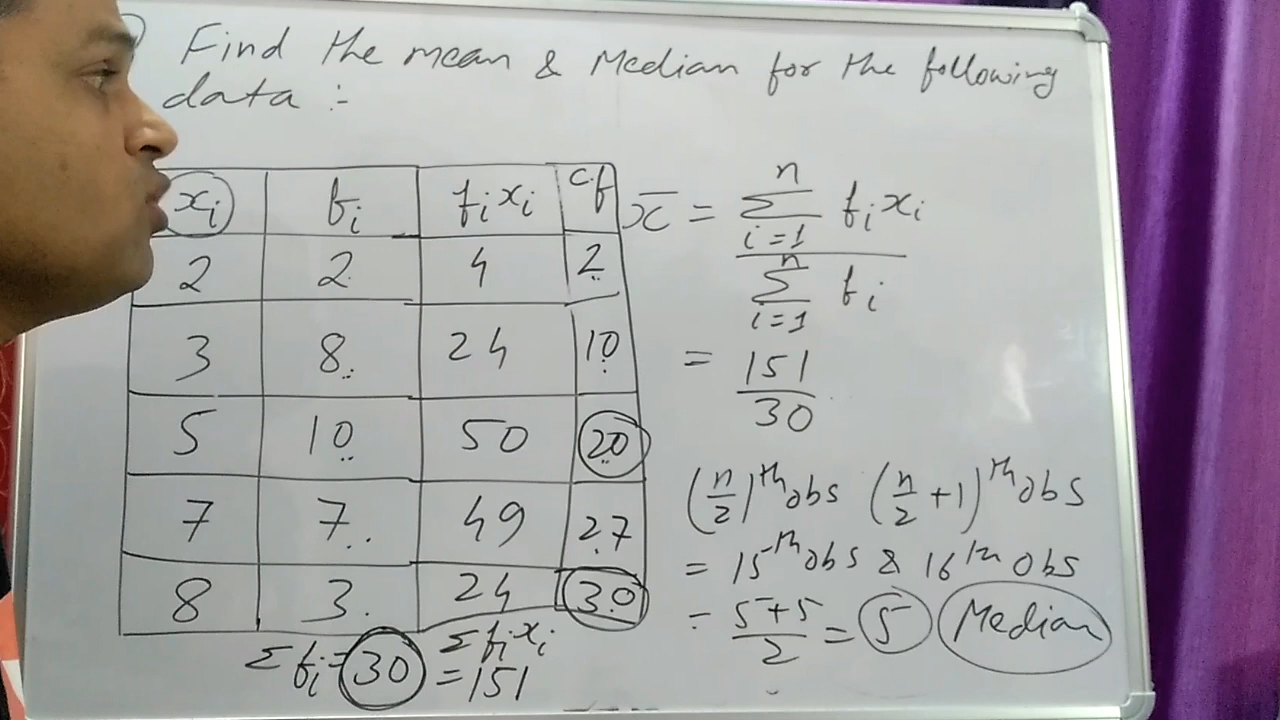 Find the mean & Median for the following
data :-
xi fi fixi cf
2 2 4 2
3 8 24 10
5 10 50 20
7 7 49 27
8 3 24 30
Σfi = 30 Σfixi = 151
x̄ = n Σ i=1 fixi
n Σ i=1 fi
= 151
30
(n/2)th obs (n/2 + 1)th obs
= 15th obs & 16th obs
= 5+5 / 2 = 5 Median